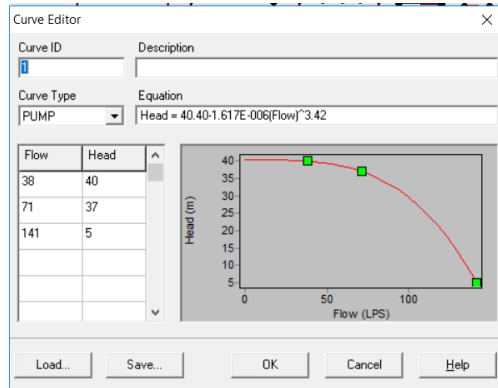 Curve Editor
Curve ID
Description
1
Curve Type
Equation
PUMP
Head = 40.40-1.617E-006(Flow)^3.42
Flow Head
38 40
71 37
141 5
Head (m)
40
35
30
25
20
15
10
5
0 50 100
Flow (LPS)
Load... Save... OK Cancel Help